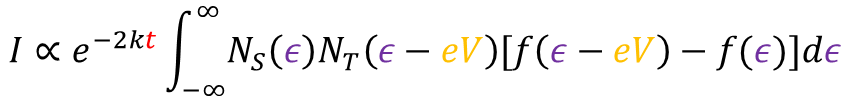 I ∝ e^{-2kt} ∫_{-∞}^{∞} N_S(ϵ)N_T(ϵ − eV)[f(ϵ − eV) − f(ϵ)]dϵ